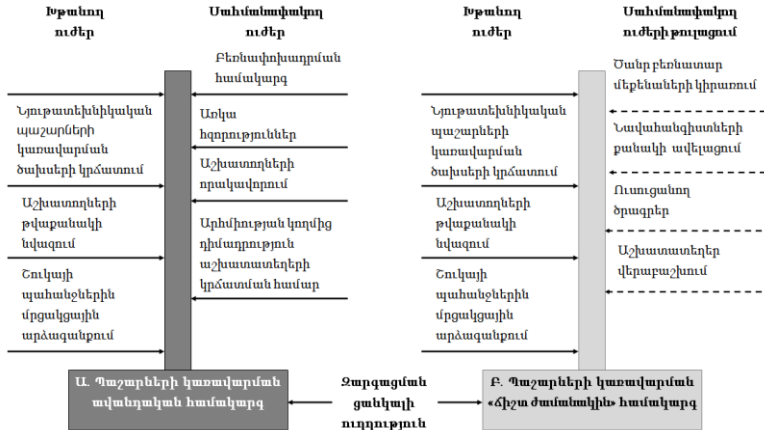 Խթանող
ուժեր
Սահմանափակող
ուժեր
Բեռնափոխադրման
համակարգ
Նյութատեխնիկական
պաշարների
կառավարման
ծախսերի կրճատում
Առկա
հզորություններ
Աշխատողների
որակավորում
Աշխատողների
թվաքանակի
նվազում
Արհմիության կողմից
դիմադրություն
աշխատատեղերի
կրճատման համար
Շուկայի
պահանջներին
մրցակցային
արձագանքում
Ա. Պաշարների կառավարման
ավանդական համակարգ
Զարգացման
ցանկալի
ուղղություն
Խթանող
ուժեր
Սահմանափակող
ուժերի թուլացում
Ծանր բեռնատար
մեքենաների կիրառում
Նյութատեխնիկական
պաշարների
կառավարման
ծախսերի կրճատում
Նավահանգիստների
քանակի ավելացում
Ուսուցանող
ծրագրեր
Աշխատողների
թվաքանակի
նվազում
Աշխատատեղեր
վերաբաշխում
Շուկայի
պահանջներին
մրցակցային
արձագանքում
Բ. Պաշարների կառավարման
«ճիշտ ժամանակին» համակարգ